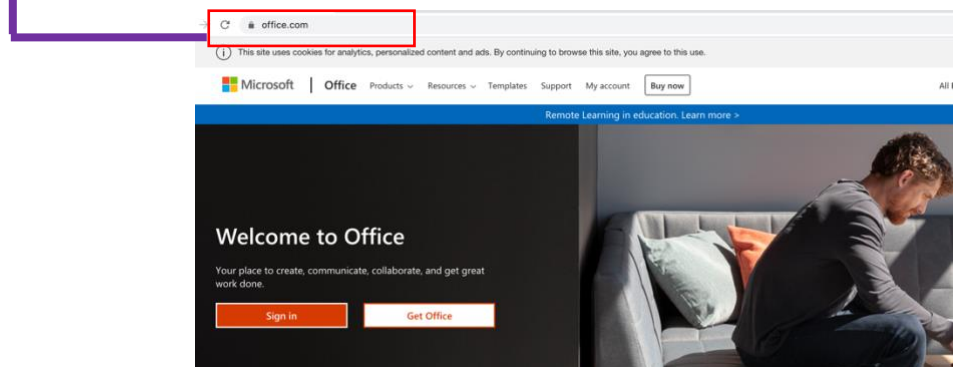 office.com
This site uses cookies for analytics, personalized content and ads. By continuing to browse this site, you agree to this use.
Microsoft | Office Products Resources Templates Support My account Buy now All
Remote Learning in education. Learn more >
Welcome to Office
Your place to create, communicate, collaborate, and get great
work done.
Sign in Get Office